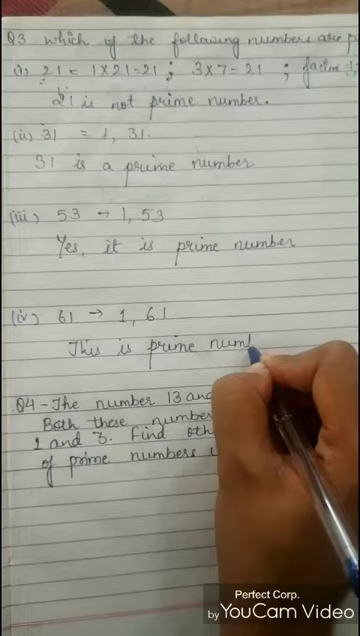 Q3 which of the following numbers are p
(i) 21 = 1×21=21 ; 3×7=21 ; factor =
21 is not prime number.
(ii) 31 = 1, 31.
31 is a prime number
(iii) 53 → 1, 53
Yes, it is prime number
(iv) 61 → 1, 61
This is prime num
Q4 - The number 13 and
Both these number
1 and 3. Find oth
of prime numbers
Perfect Corp.
by YouCam Video